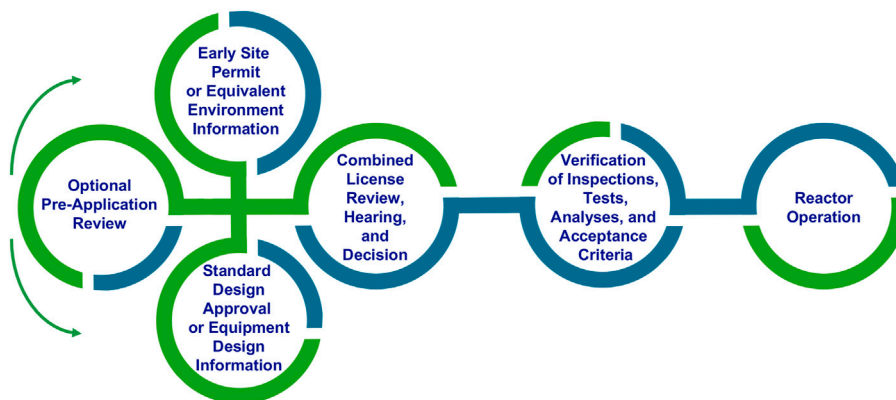 Early Site
Permit
or Equivalent
Environment
Information
Optional
Pre-Application
Review
Combined
License
Review,
Hearing,
and
Decision
Verification
of Inspections,
Tests,
Analyses, and
Acceptance
Criteria
Reactor
Operation
Standard
Design
Approval
or Equipment
Design
Information